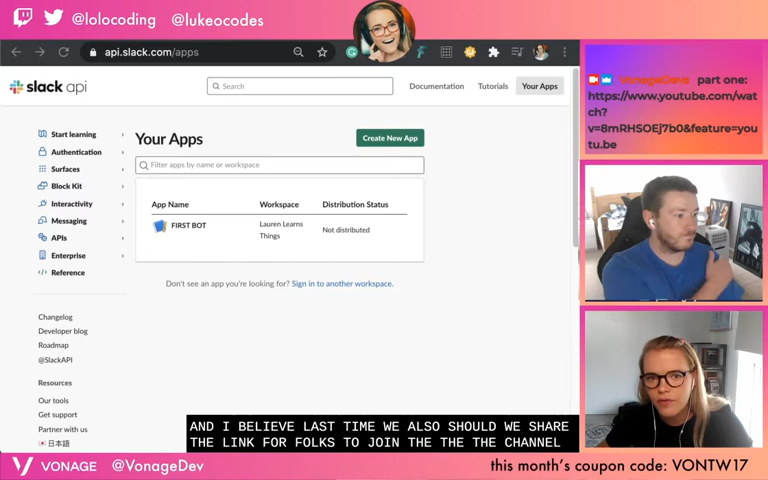 @lolocoding @lukeocodes
api.slack.com/apps
slack api
Search
Documentation Tutorials Your Apps
Start learning
Authentication
Surfaces
Block Kit
Interactivity
Messaging
APIs
Enterprise
Reference
Changelog
Developer blog
Roadmap
@SlackAPI
Resources
Our tools
Get support
Partner with us
日本語
Your Apps
Create New App
Filter apps by name or workspace
App Name Workspace Distribution Status
FIRST BOT Lauren Learns Things Not distributed
Don't see an app you're looking for? Sign in to another workspace.
VonageDevs part one:
https://www.youtube.com/wat
ch?
v=8mRHSOEj7b0&feature=you
tu.be
AND I BELIEVE LAST TIME WE ALSO SHOULD WE SHARE
THE LINK FOR FOLKS TO JOIN THE THE THE CHANNEL
VONAGE @VonageDev this month's coupon code: VONTW17